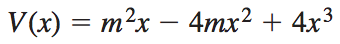 V(x) = m²x − 4mx² + 4x³